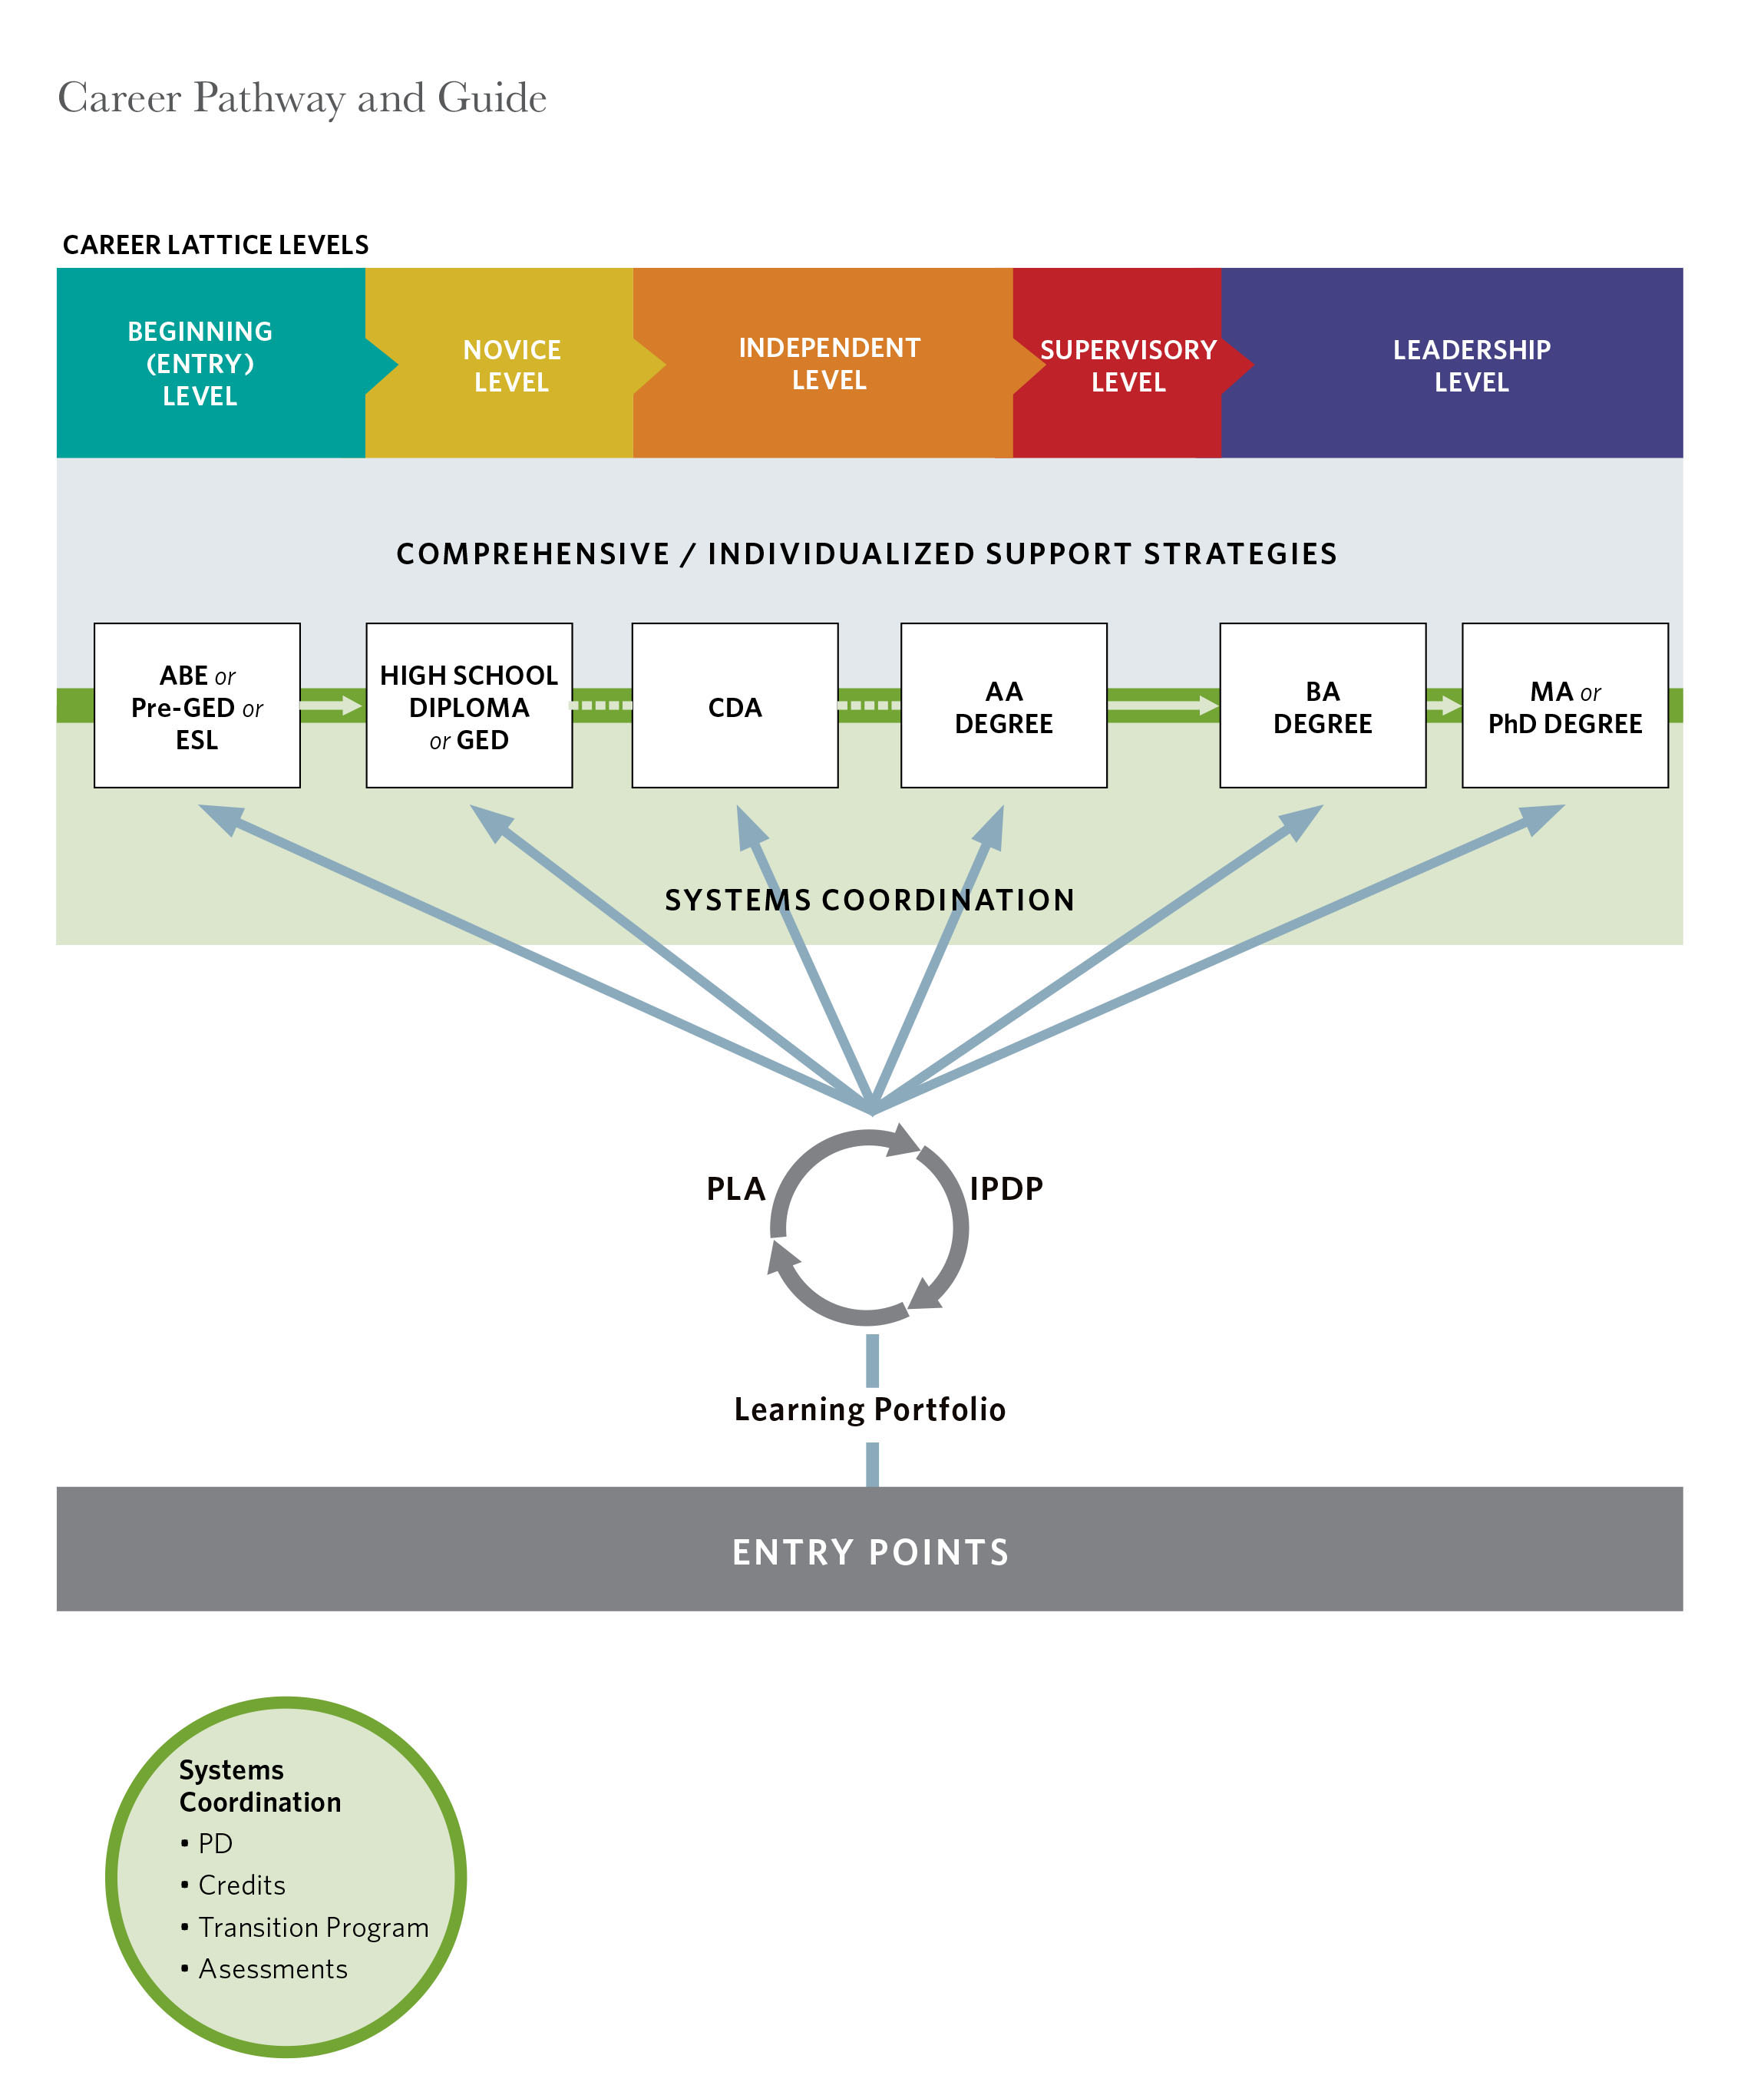 Career Pathway and Guide
CAREER LATTICE LEVELS
BEGINNING
(ENTRY)
LEVEL
NOVICE
LEVEL
INDEPENDENT
LEVEL
SUPERVISORY
LEVEL
LEADERSHIP
LEVEL
COMPREHENSIVE / INDIVIDUALIZED SUPPORT STRATEGIES
ABE or
Pre-GED or
ESL
HIGH SCHOOL
DIPLOMA
or GED
CDA
AA
DEGREE
BA
DEGREE
MA or
PhD DEGREE
SYSTEMS COORDINATION
PLA
IPDP
Learning Portfolio
ENTRY POINTS
Systems
Coordination
• PD
• Credits
• Transition Program
• Asessments